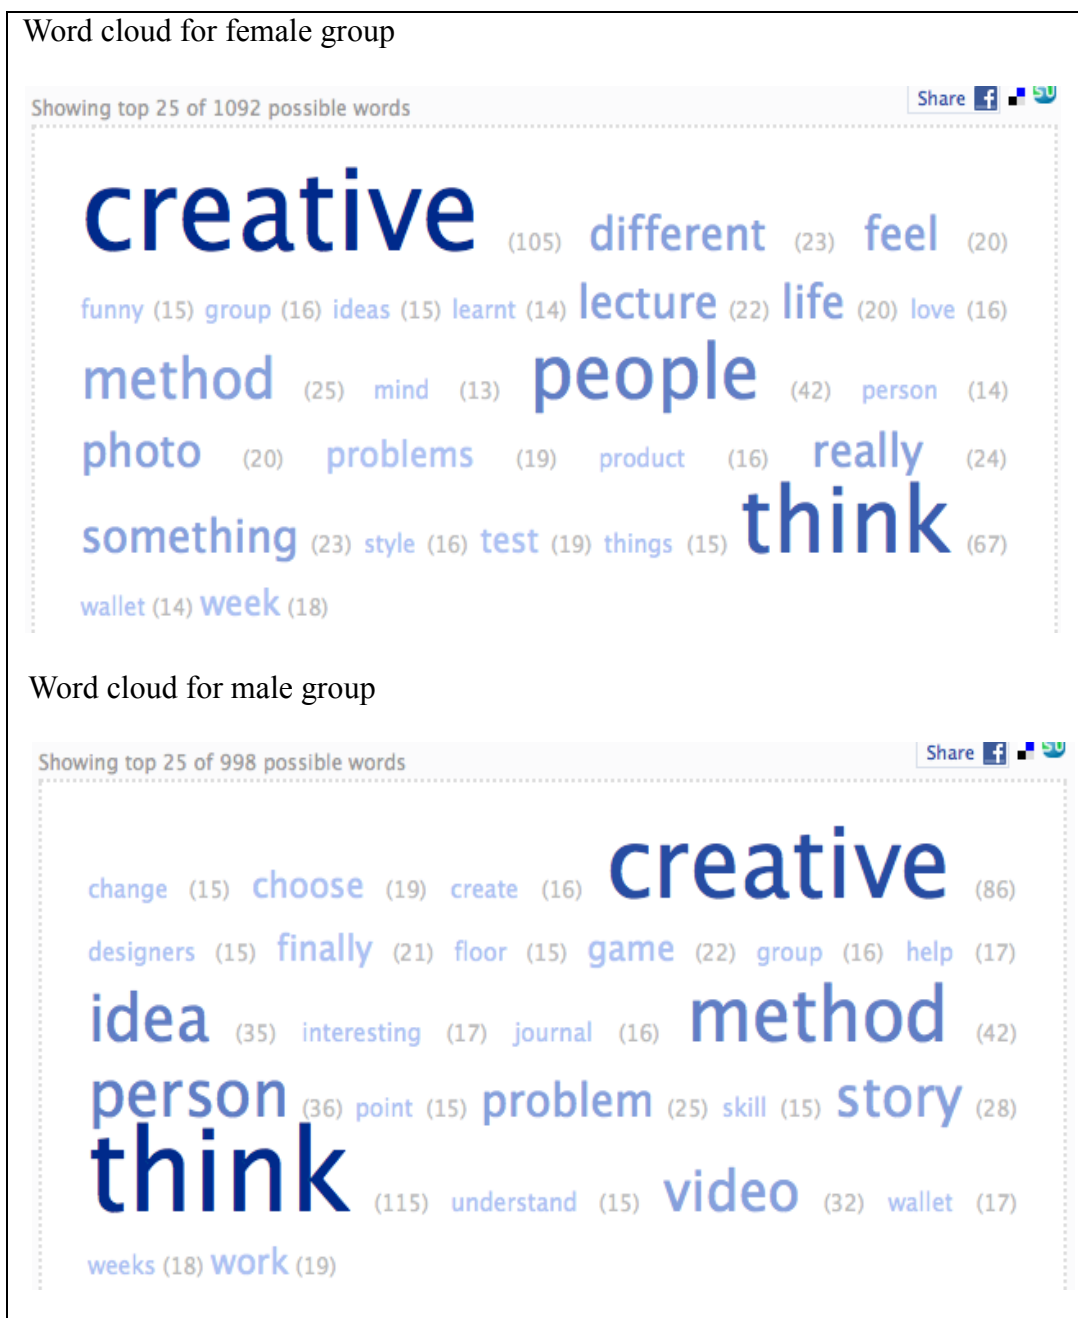 Word cloud for female group
Showing top 25 of 1092 possible words
Share
creative (105) different (23) feel (20)
funny (15) group (16) ideas (15) learnt (14) lecture (22) life (20) love (16)
method (25) mind (13) people (42) person (14)
photo (20) problems (19) product (16) really (24)
something (23) style (16) test (19) things (15) think (67)
wallet (14) week (18)
Word cloud for male group
Showing top 25 of 998 possible words
Share
change (15) choose (19) create (16) creative (86)
designers (15) finally (21) floor (15) game (22) group (16) help (17)
idea (35) interesting (17) journal (16) method (42)
person (36) point (15) problem (25) skill (15) story (28)
think (115) understand (15) video (32) wallet (17)
weeks (18) work (19)